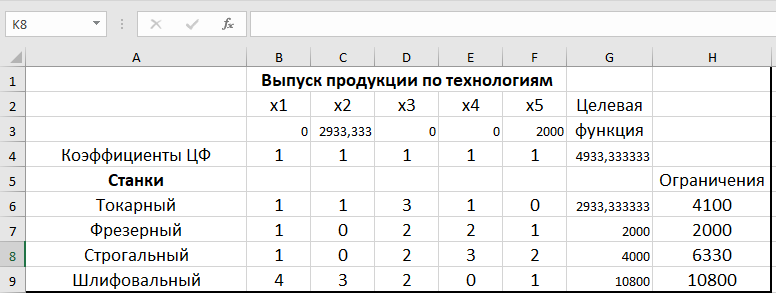 K8 fx
A B C D E F G H
1 Выпуск продукции по технологиям
2 x1 x2 x3 x4 x5 Целевая
3 0 2933,333 0 0 2000 функция
4 Коэффициенты ЦФ 1 1 1 1 1 4933,333333
5 Станки Ограничения
6 Токарный 1 1 3 1 0 2933,333333 4100
7 Фрезерный 1 0 2 2 1 2000 2000
8 Строгальный 1 0 2 3 2 4000 6330
9 Шлифовальный 4 3 2 0 1 10800 10800